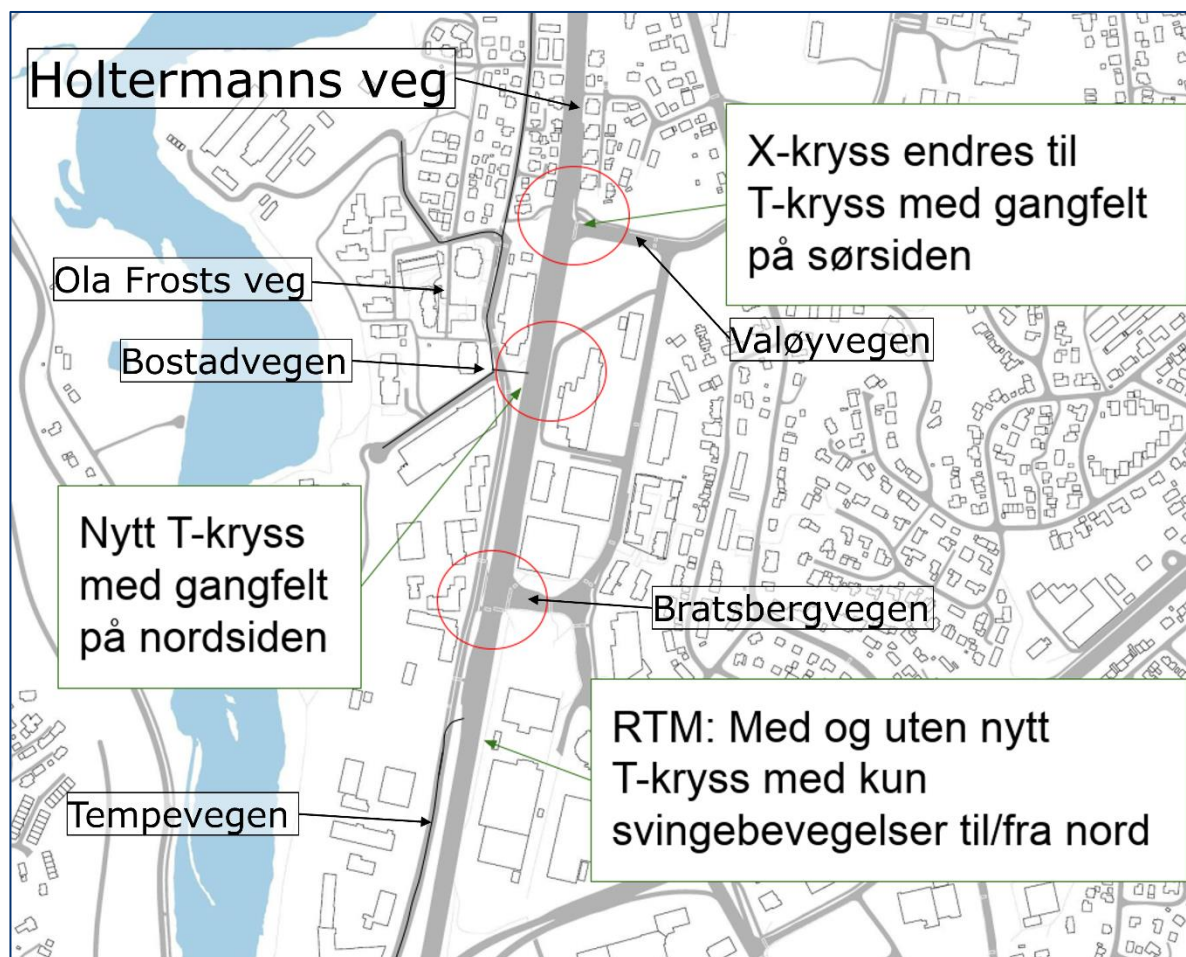 Holtermanns veg
X-kryss endres til
T-kryss med gangfelt
på sørsiden
Ola Frosts veg
Valøyvegen
Bostadvegen
Nytt T-kryss
med gangfelt
på nordsiden
Bratsbergvegen
RTM: Med og uten nytt
T-kryss med kun
svingebevegelser til/fra nord
Tempevegen